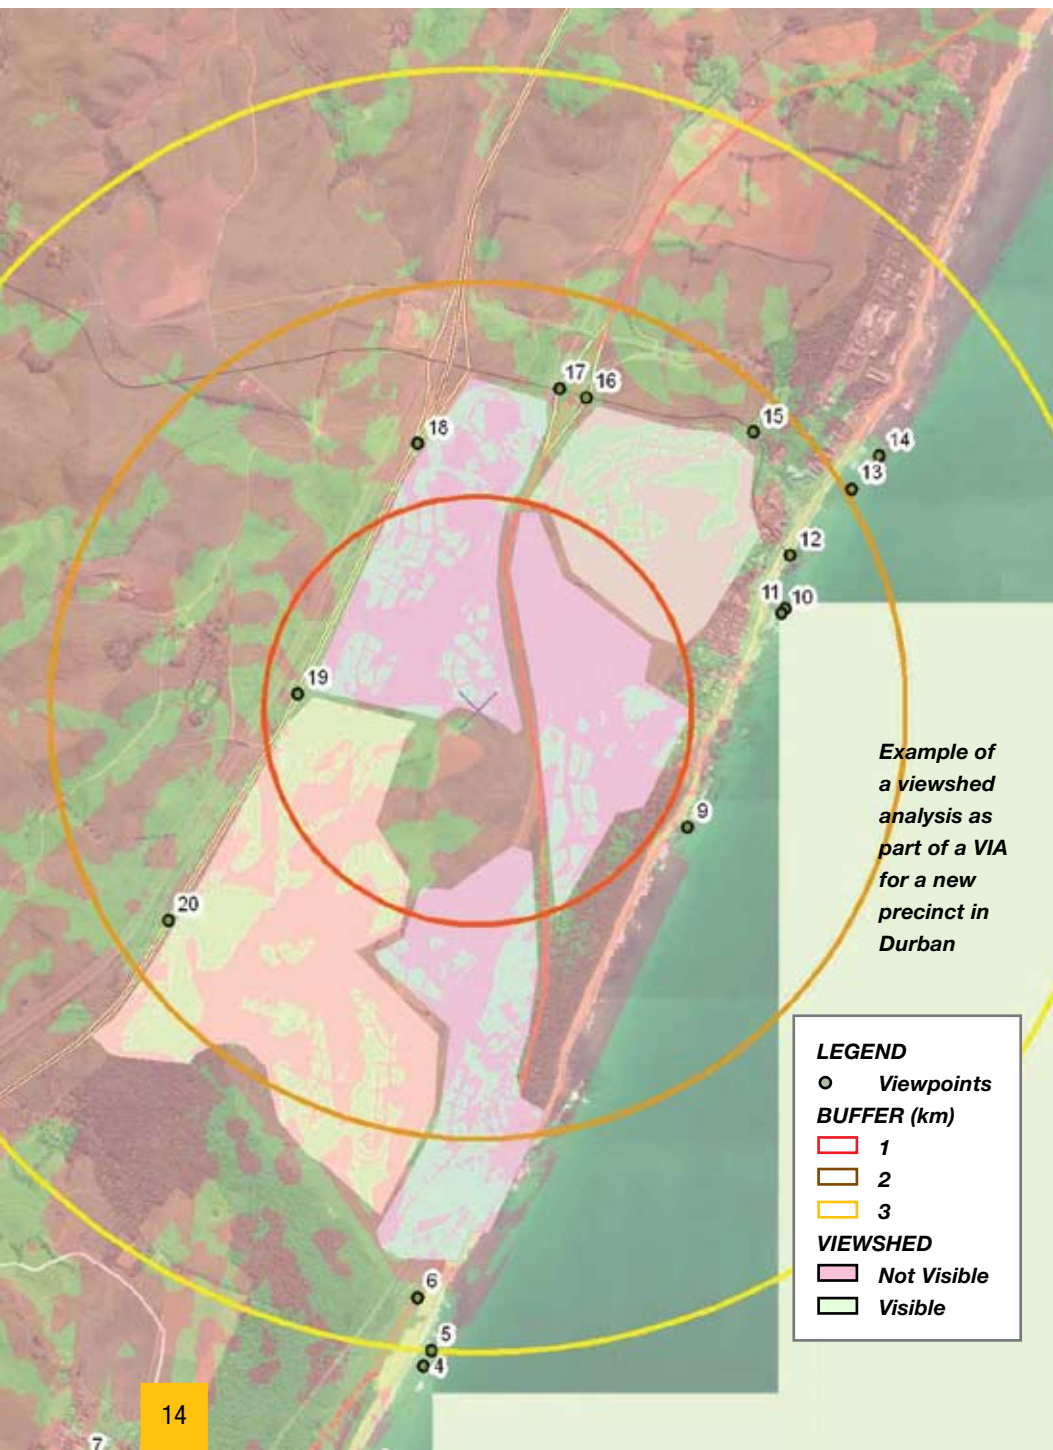 17
16
18
15
14
13
12
11
10
19
9
20
6
5
4
7
Example of
a viewshed
analysis as
part of a VIA
for a new
precinct in
Durban
LEGEND
Viewpoints
BUFFER (km)
1
2
3
VIEWSHED
Not Visible
Visible
14